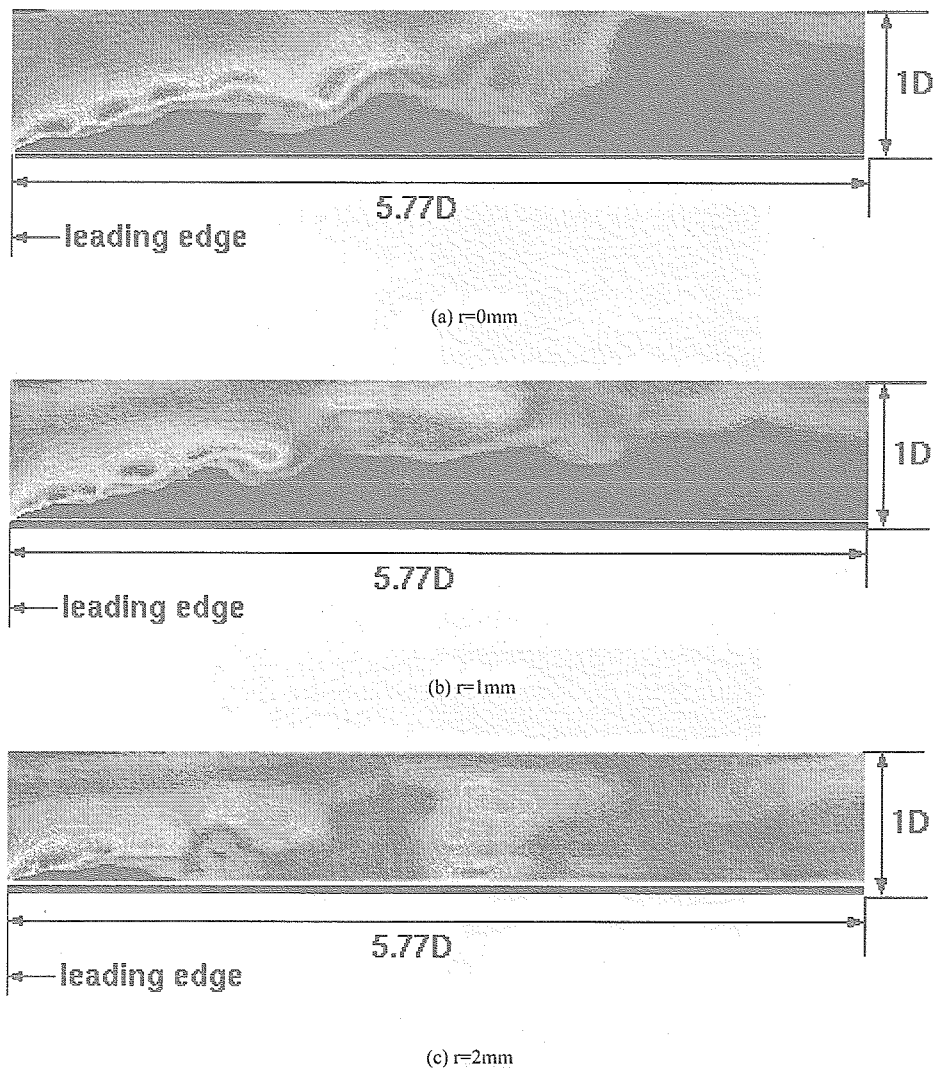 1D
5.77D
leading edge
(a) r=0mm
1D
5.77D
leading edge
(b) r=1mm
1D
5.77D
leading edge
(c) r=2mm